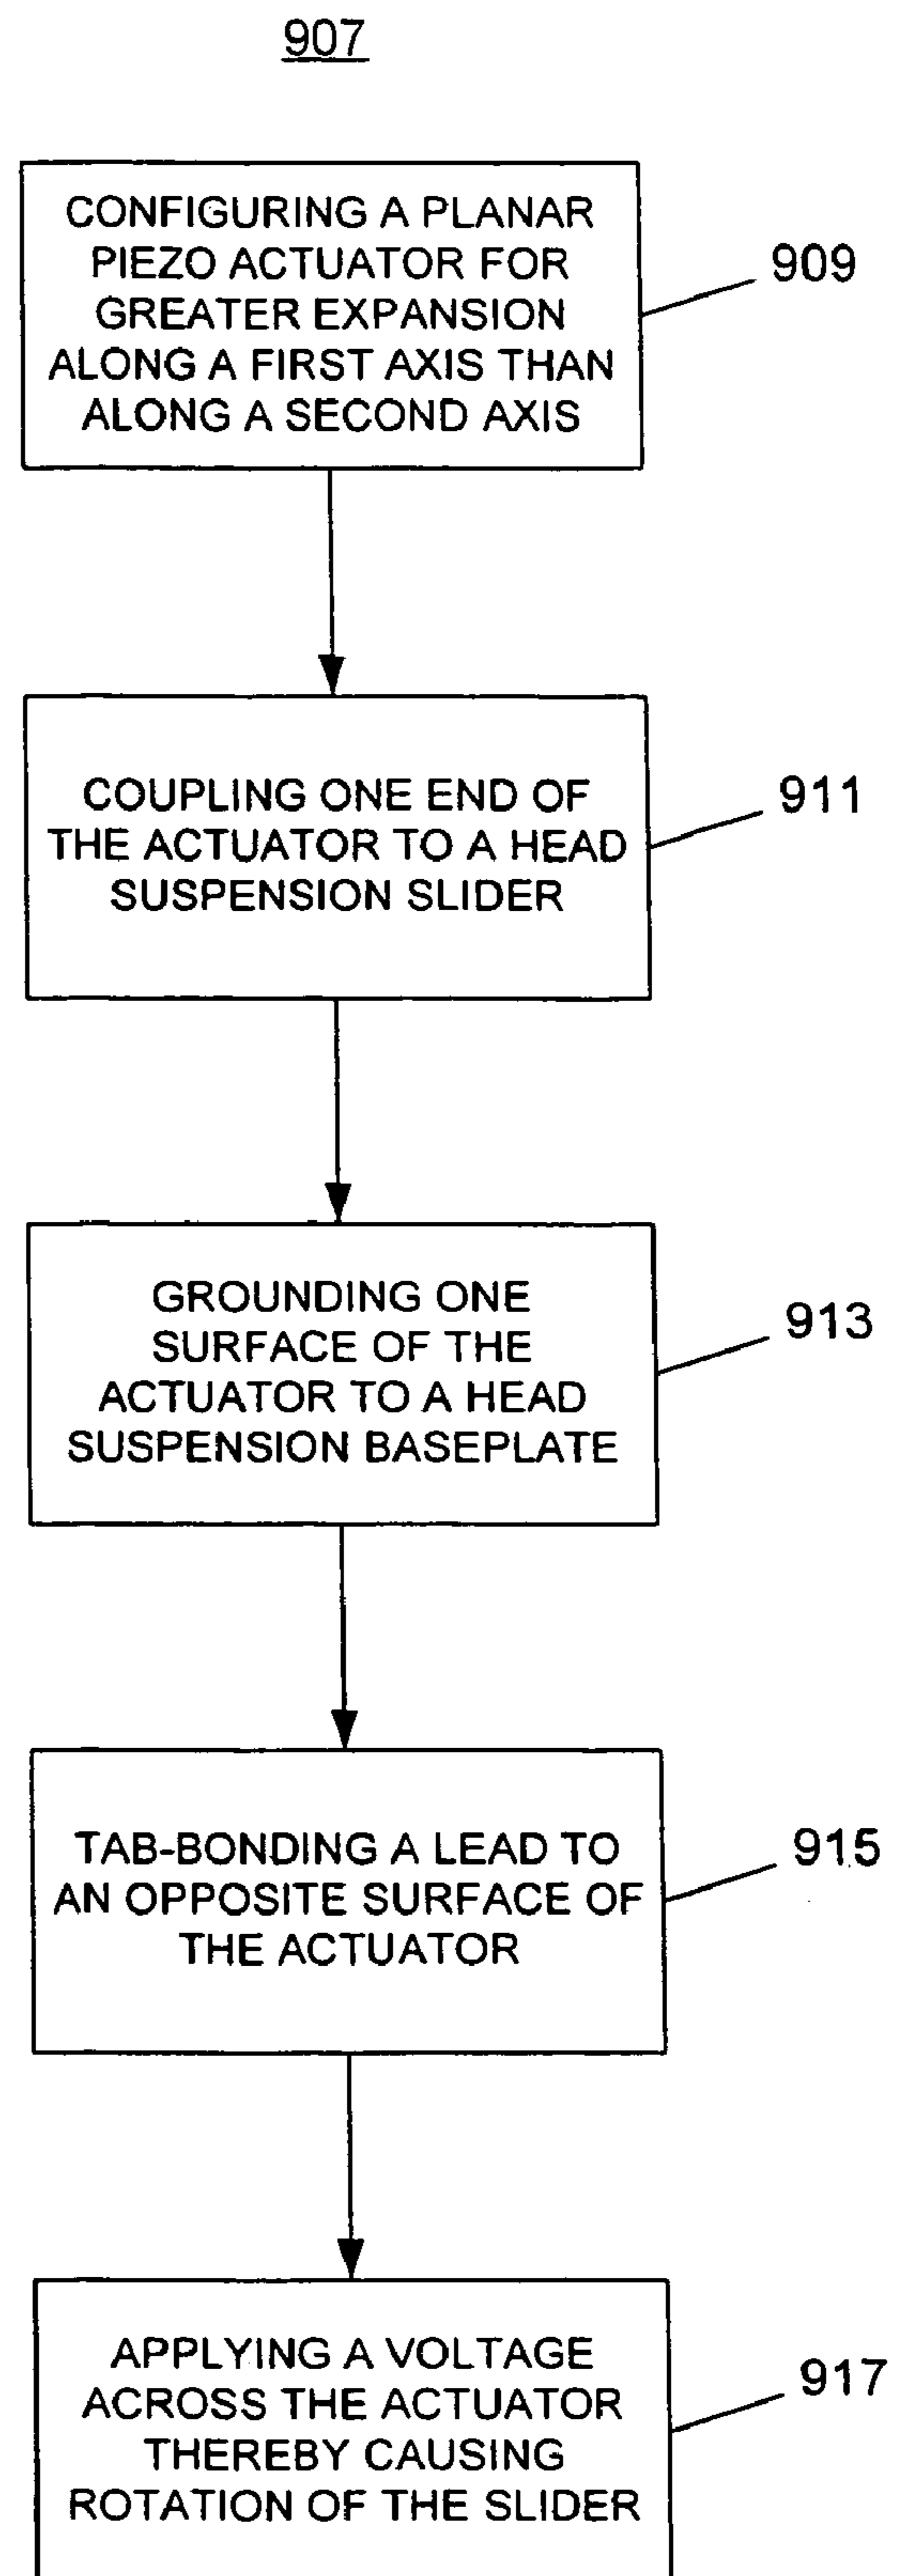 907
CONFIGURING A PLANAR
PIEZO ACTUATOR FOR
GREATER EXPANSION
ALONG A FIRST AXIS THAN
ALONG A SECOND AXIS
909
COUPLING ONE END OF
THE ACTUATOR TO A HEAD
SUSPENSION SLIDER
911
GROUNDING ONE
SURFACE OF THE
ACTUATOR TO A HEAD
SUSPENSION BASEPLATE
913
TAB-BONDING A LEAD TO
AN OPPOSITE SURFACE OF
THE ACTUATOR
915
APPLYING A VOLTAGE
ACROSS THE ACTUATOR
THEREBY CAUSING
ROTATION OF THE SLIDER
917